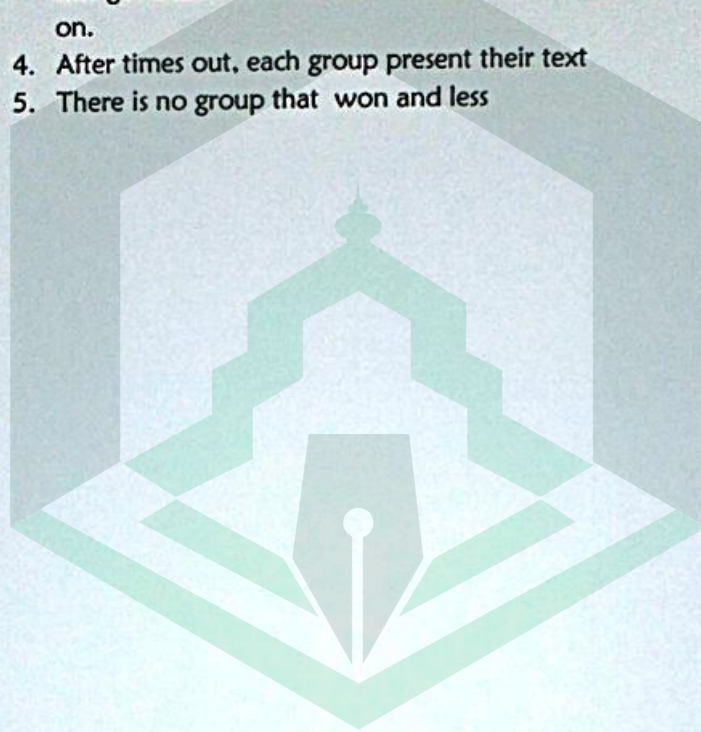 on.
4. After times out, each group present their text
5. There is no group that won and less